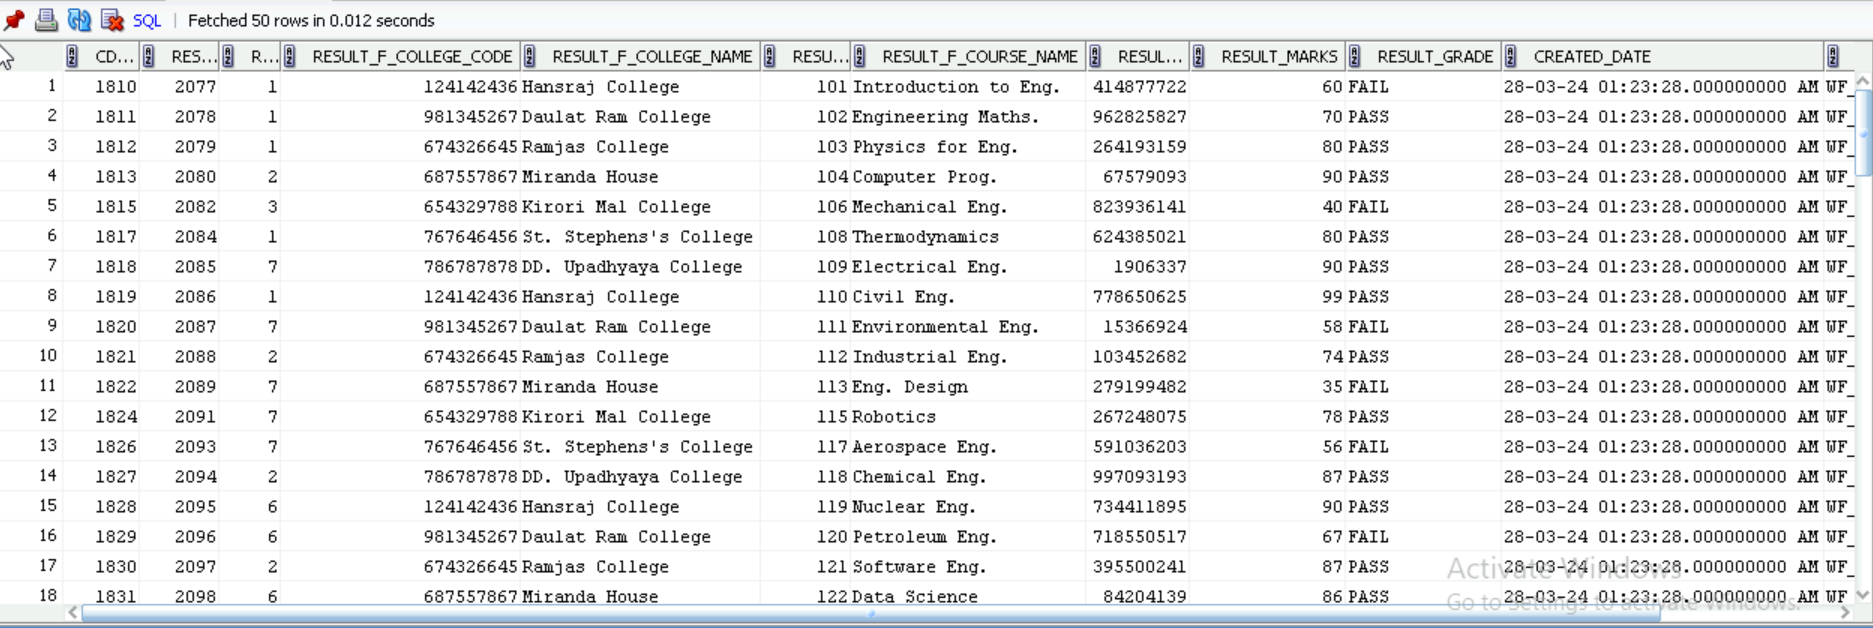 SQL | Fetched 50 rows in 0.012 seconds
CD... RES... R... RESULT_F_COLLEGE_CODE RESULT_F_COLLEGE_NAME RESU... RESULT_F_COURSE_NAME RESUL... RESULT_MARKS RESULT_GRADE CREATED_DATE
1 1810 2077 1 124142436 Hansraj College 101 Introduction to Eng. 414877722 60 FAIL 28-03-24 01:23:28.000000000 AM WF_
2 1811 2078 1 981345267 Daulat Ram College 102 Engineering Maths. 962825827 70 PASS 28-03-24 01:23:28.000000000 AM WF_
3 1812 2079 1 674326645 Ramjas College 103 Physics for Eng. 264193159 80 PASS 28-03-24 01:23:28.000000000 AM WF_
4 1813 2080 2 687557867 Miranda House 104 Computer Prog. 67579093 90 PASS 28-03-24 01:23:28.000000000 AM WF_
5 1815 2082 3 654329788 Kirori Mal College 106 Mechanical Eng. 823936141 40 FAIL 28-03-24 01:23:28.000000000 AM WF_
6 1817 2084 1 767646456 St. Stephens's College 108 Thermodynamics 624385021 80 PASS 28-03-24 01:23:28.000000000 AM WF_
7 1818 2085 7 786787878 DD. Upadhyaya College 109 Electrical Eng. 1906337 90 PASS 28-03-24 01:23:28.000000000 AM WF_
8 1819 2086 1 124142436 Hansraj College 110 Civil Eng. 778650625 99 PASS 28-03-24 01:23:28.000000000 AM WF_
9 1820 2087 7 981345267 Daulat Ram College 111 Environmental Eng. 15366924 58 FAIL 28-03-24 01:23:28.000000000 AM WF_
10 1821 2088 2 674326645 Ramjas College 112 Industrial Eng. 103452682 74 PASS 28-03-24 01:23:28.000000000 AM WF_
11 1822 2089 7 687557867 Miranda House 113 Eng. Design 279199482 35 FAIL 28-03-24 01:23:28.000000000 AM WF_
12 1824 2091 7 654329788 Kirori Mal College 115 Robotics 267248075 78 PASS 28-03-24 01:23:28.000000000 AM WF_
13 1826 2093 7 767646456 St. Stephens's College 117 Aerospace Eng. 591036203 56 FAIL 28-03-24 01:23:28.000000000 AM WF_
14 1827 2094 2 786787878 DD. Upadhyaya College 118 Chemical Eng. 997093193 87 PASS 28-03-24 01:23:28.000000000 AM WF_
15 1828 2095 6 124142436 Hansraj College 119 Nuclear Eng. 734411895 90 PASS 28-03-24 01:23:28.000000000 AM WF_
16 1829 2096 6 981345267 Daulat Ram College 120 Petroleum Eng. 718550517 67 FAIL 28-03-24 01:23:28.000000000 AM WF_
17 1830 2097 2 674326645 Ramjas College 121 Software Eng. 395500241 87 PASS 28-03-24 01:23:28.000000000 AM WF_
18 1831 2098 6 687557867 Miranda House 122 Data Science 84204139 86 PASS 28-03-24 01:23:28.000000000 AM WF_
Activate Windows
Go to Settings to activate Windows.